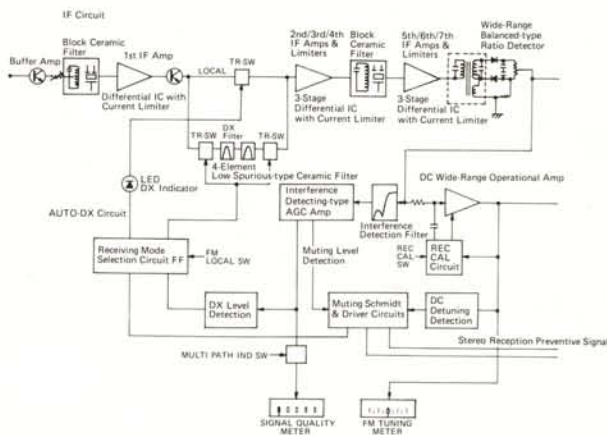 IF Circuit
Buffer Amp
Block Ceramic
Filter
1st IF Amp
Differential IC with
Current Limiter
LOCAL
TR-SW
TR-SW
DX
Filter
TR-SW
4-Element
Low Spurious-type Ceramic Filter
2nd/3rd/4th
IF Amps
& Limiters
3-Stage
Differential IC
with Current Limiter
Block
Ceramic
Filter
5th/6th/7th
IF Amps
& Limiters
3-Stage
Differential IC
with Current Limiter
Wide-Range
Balanced-type
Ratio Detector
LED
DX Indicator
AUTO-DX Circuit
Receiving Mode
Selection Circuit FF
FM
LOCAL SW
Interference
Detecting-type
AGC Amp
Interference
Detection Filter
DC Wide-Range Operational Amp
REC
CAL
SW
REC
CAL
Circuit
Muting Level
Detection
DX Level
Detection
Muting Schmidt
& Driver Circuits
DC
Detuning
Detection
Stereo Reception Preventive Signal
MULTI PATH IND SW
SIGNAL QUALITY
METER
FM TUNING
METER